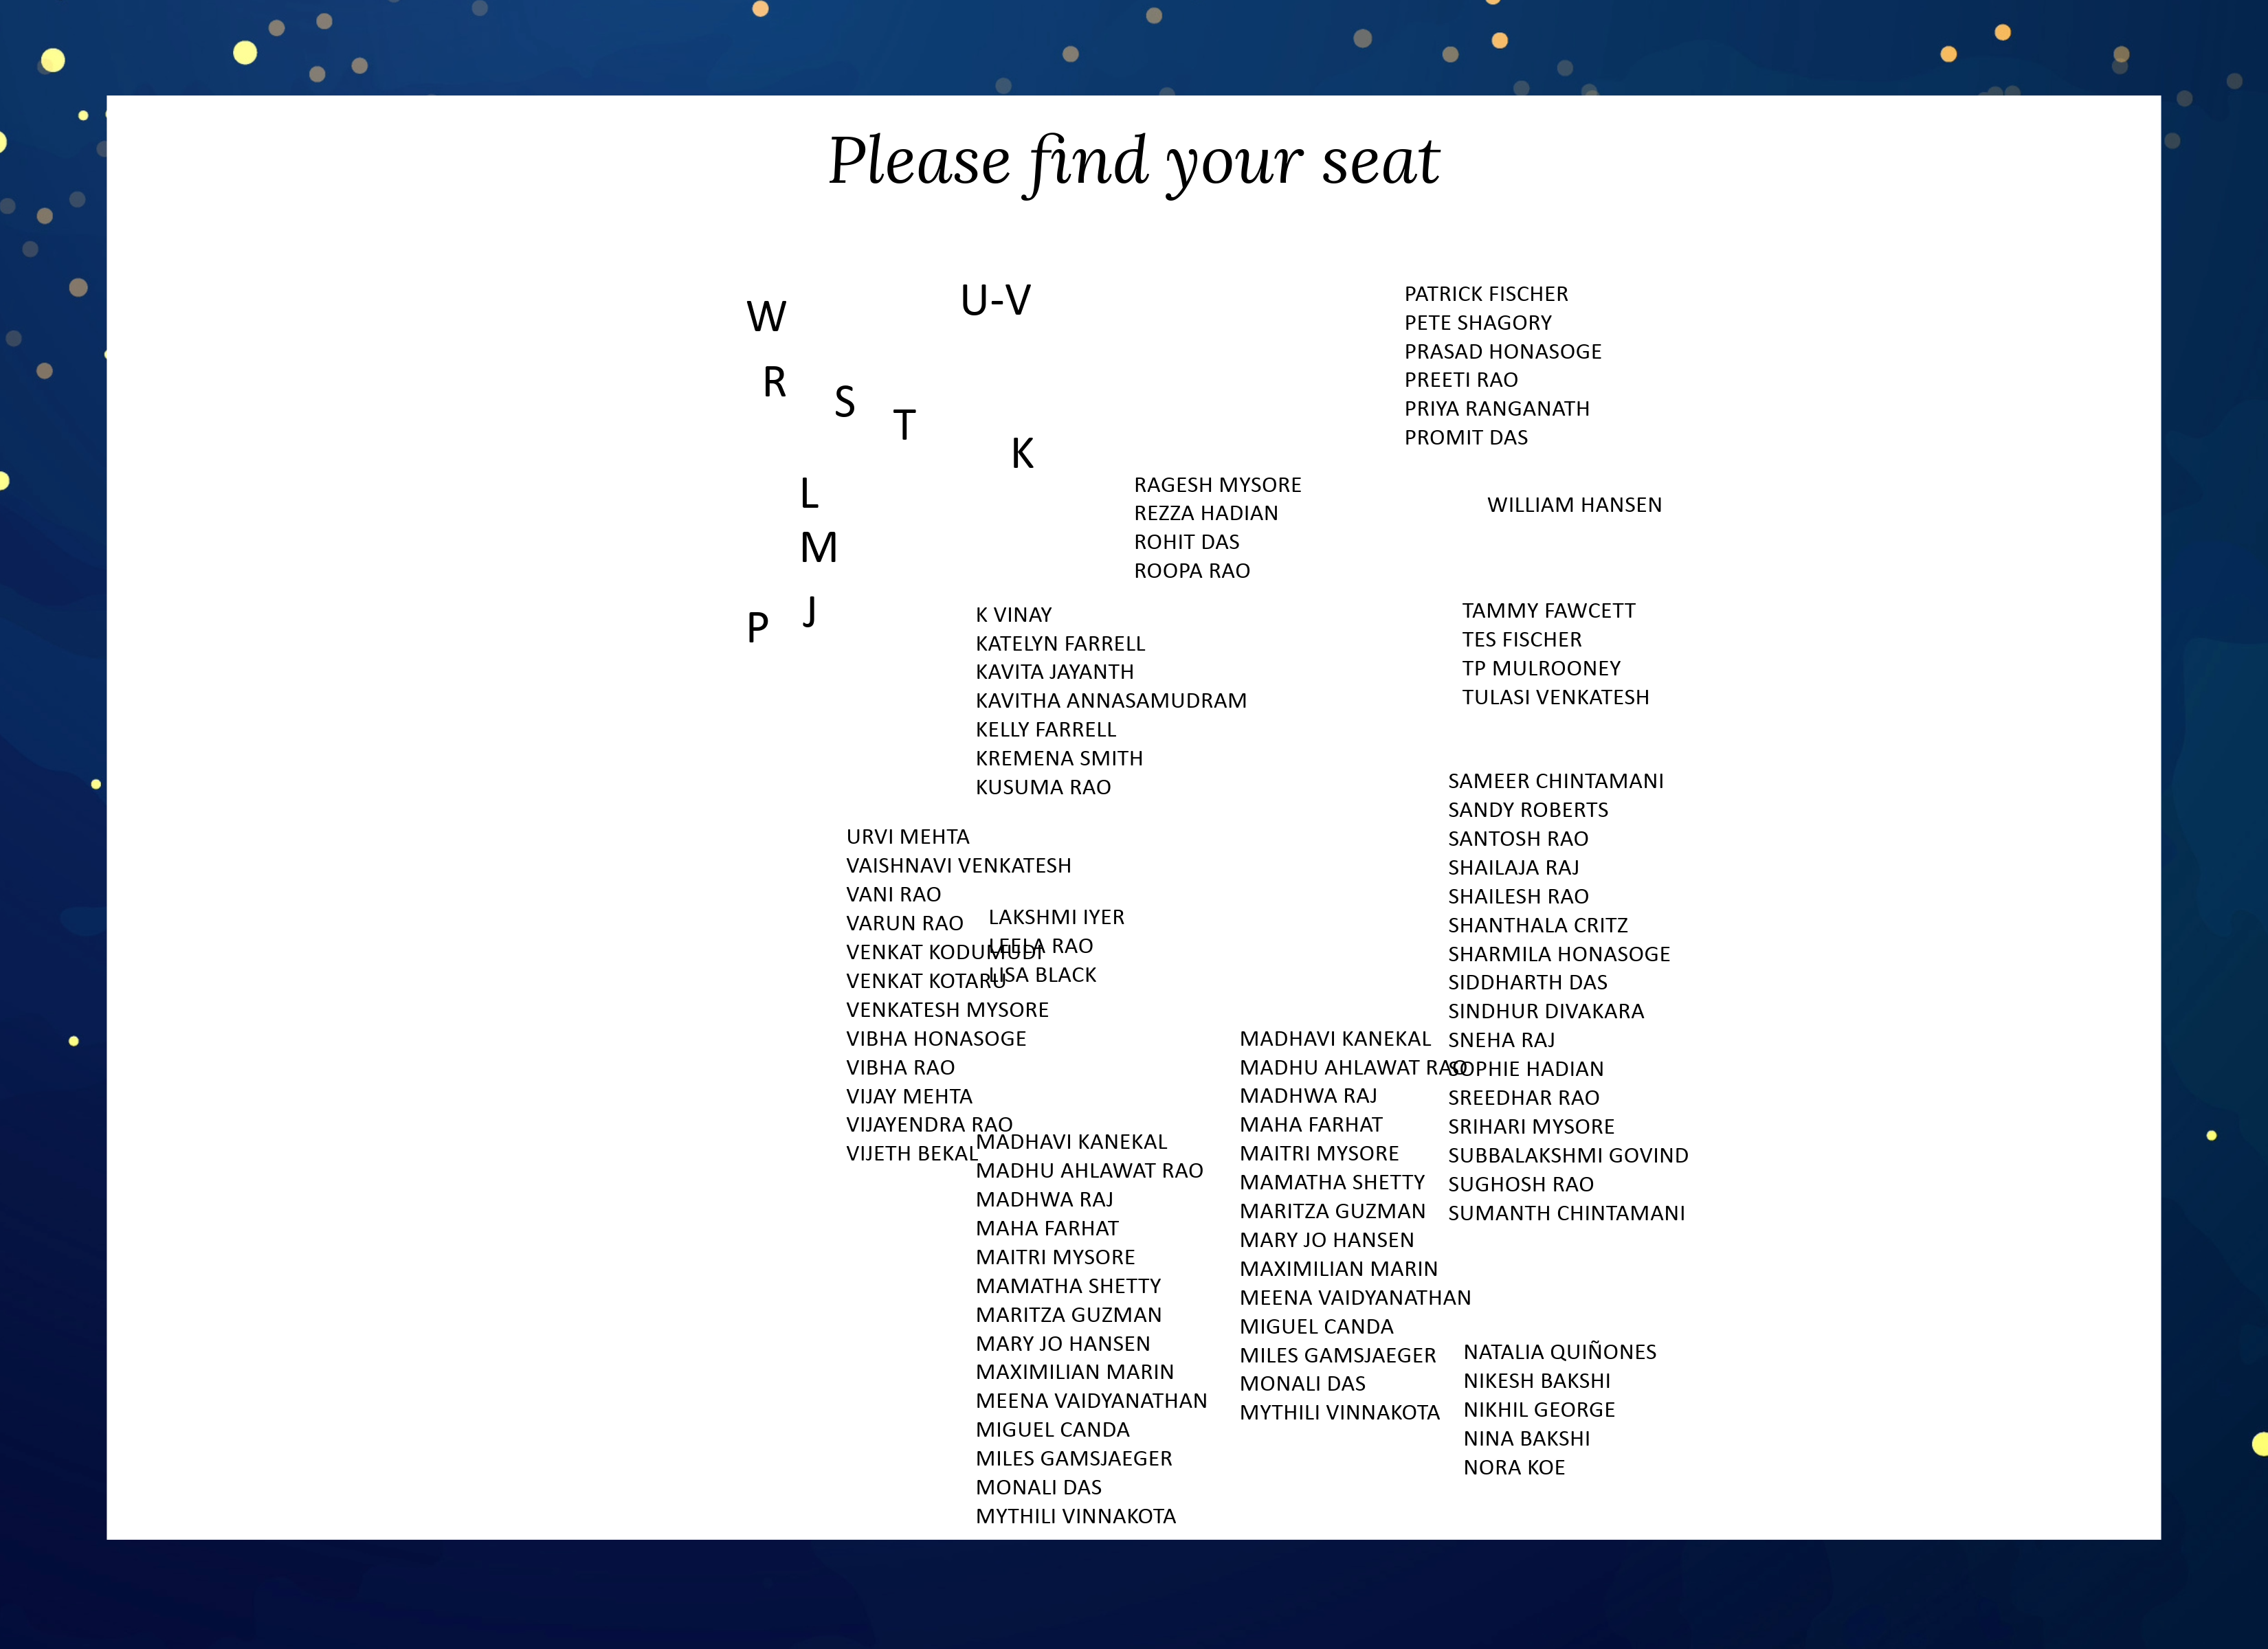 Please find your seat
W
U-V
R
S
T
K
L
M
J
P
PATRICK FISCHER
PETE SHAGORY
PRASAD HONASOGE
PREETI RAO
PRIYA RANGANATH
PROMIT DAS
RAGESH MYSORE
REZZA HADIAN
ROHIT DAS
ROOPA RAO
WILLIAM HANSEN
K VINAY
KATELYN FARRELL
KAVITA JAYANTH
KAVITHA ANNASAMUDRAM
KELLY FARRELL
KREMENA SMITH
KUSUMA RAO
TAMMY FAWCETT
TES FISCHER
TP MULROONEY
TULASI VENKATESH
URVI MEHTA
VAISHNAVI VENKATESH
VANI RAO
VARUN RAO
VENKAT KODUMUDI
VENKAT KOTARU
VENKATESH MYSORE
VIBHA HONASOGE
VIBHA RAO
VIJAY MEHTA
VIJAYENDRA RAO
VIJETH BEKAL
LAKSHMI IYER
LEELA RAO
LISA BLACK
MADHAVI KANEKAL
MADHU AHLAWAT RAO
MADHWA RAJ
MAHA FARHAT
MAITRI MYSORE
MAMATHA SHETTY
MARITZA GUZMAN
MARY JO HANSEN
MAXIMILIAN MARIN
MEENA VAIDYANATHAN
MIGUEL CANDA
MILES GAMSJAEGER
MONALI DAS
MYTHILI VINNAKOTA
MADHAVI KANEKAL
MADHU AHLAWAT RAO
MADHWA RAJ
MAHA FARHAT
MAITRI MYSORE
MAMATHA SHETTY
MARITZA GUZMAN
MARY JO HANSEN
MAXIMILIAN MARIN
MEENA VAIDYANATHAN
MIGUEL CANDA
MILES GAMSJAEGER
MONALI DAS
MYTHILI VINNAKOTA
SAMEER CHINTAMANI
SANDY ROBERTS
SANTOSH RAO
SHAILAJA RAJ
SHAILESH RAO
SHANTHALA CRITZ
SHARMILA HONASOGE
SIDDHARTH DAS
SINDHUR DIVAKARA
SNEHA RAJ
SOPHIE HADIAN
SREEDHAR RAO
SRIHARI MYSORE
SUBBALAKSHMI GOVIND
SUGHOSH RAO
SUMANTH CHINTAMANI
NATALIA QUIÑONES
NIKESH BAKSHI
NIKHIL GEORGE
NINA BAKSHI
NORA KOE